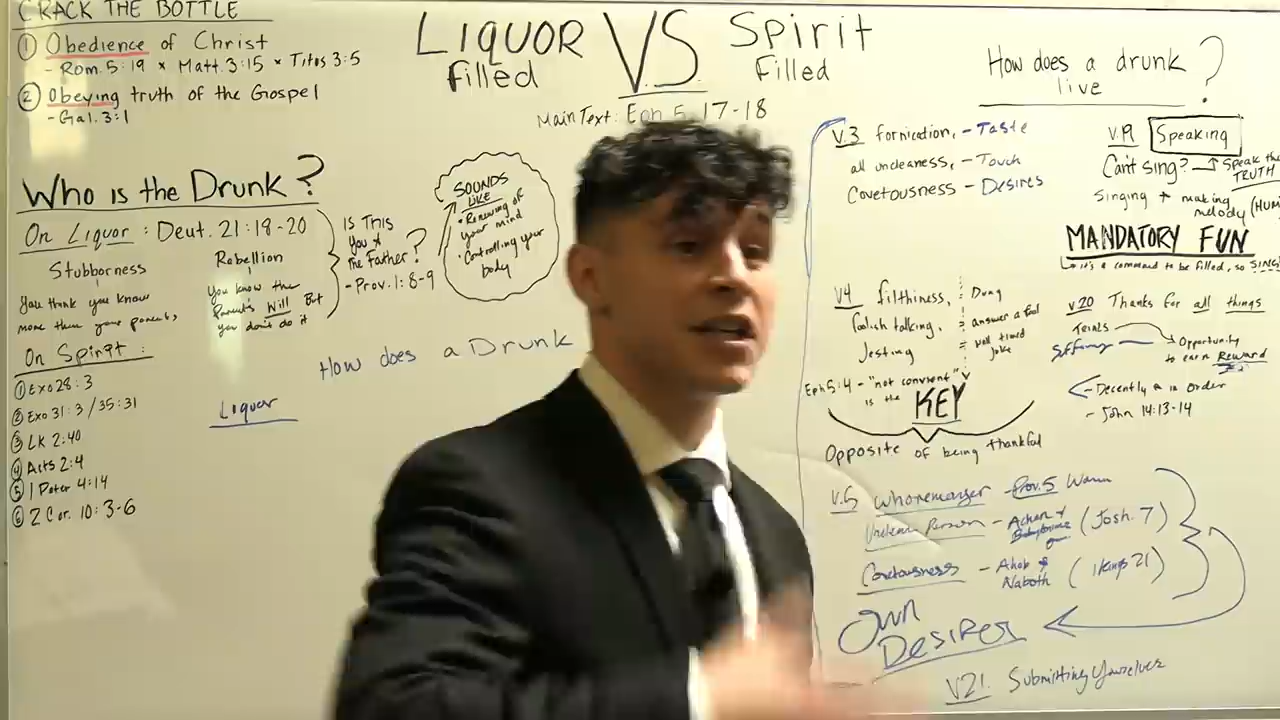 CRACK THE BOTTLE
① Obedience of Christ
- Rom. 5:19 * Matt. 3:15 * Titus 3:5
② Obeying truth of the Gospel
- Gal. 3:1
LIQUOR VS Spirit
filled V.S. Filled
Main Text: Eph 5:17-18
Who is the Drunk?
On Liquor: Deut. 21:18-20
Stubborness
You think you know
more then your parents,
Rebellion
You know the
Parent's Will But
you don't do it
Is This
You &
The Father?
- Prov. 1:8-9
SOUNDS
LIKE
• Renewing of
your mind
• Controlling your
body
On Spirit:
① Exo 28:3
② Exo 31:3/35:31
③ LK 2:40
④ Acts 2:4
⑤ 1 Peter 4:14
⑥ 2 Cor. 10:3-6
How does a Drunk
Liquor
How does a drunk
live?
V.3 fornication, - Taste
all uncleaness, - Touch
Covetousness - Desires
V4 filthiness, = Dung
foolish talking, = answer a fool
Jesting = well timed
joke
Eph 5:4 - "not convient"
is the KEY
Opposite of being thankful
V.5 whoremonger - Prov. 5
Unclean Person - Achan & (Josh. 7)
Covetousness - Ahab &
Naboth (1 Kings 21)
Own
Desires
V21. Submitting Yourselves
V.19 Speaking
Can't sing? → Speak the
TRUTH
Singing + making
melody
MANDATORY FUN
it's a command to be filled, so SING
V20 Thanks for all things
Trials
Suffering
Opportunity
to earn Reward
- Decently & in Order
- John 14:13-14